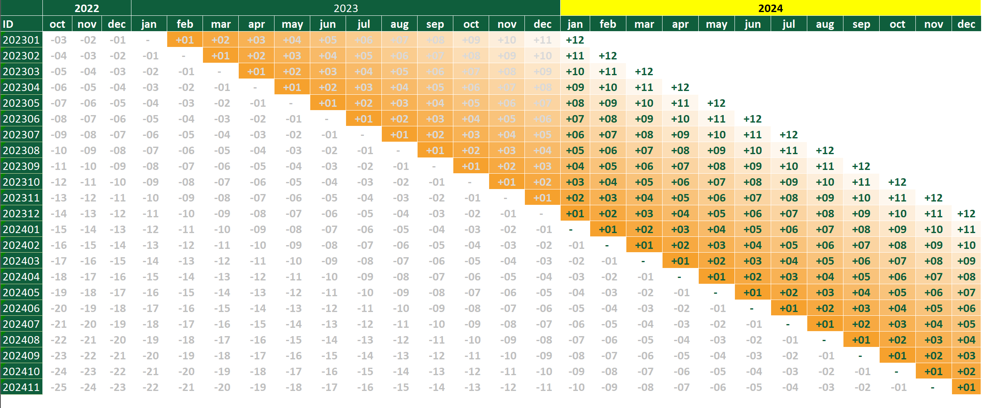 2022 2023 2024
ID oct nov dec jan feb mar apr may jun jul aug sep oct nov dec jan feb mar apr may jun jul aug sep oct nov dec
202301 -03 -02 -01 - +01 +02 +03 +04 +05 +06 +07 +08 +09 +10 +11 +12
202302 -04 -03 -02 -01 - +01 +02 +03 +04 +05 +06 +07 +08 +09 +10 +11 +12
202303 -05 -04 -03 -02 -01 - +01 +02 +03 +04 +05 +06 +07 +08 +09 +10 +11 +12
202304 -06 -05 -04 -03 -02 -01 - +01 +02 +03 +04 +05 +06 +07 +08 +09 +10 +11 +12
202305 -07 -06 -05 -04 -03 -02 -01 - +01 +02 +03 +04 +05 +06 +07 +08 +09 +10 +11 +12
202306 -08 -07 -06 -05 -04 -03 -02 -01 - +01 +02 +03 +04 +05 +06 +07 +08 +09 +10 +11 +12
202307 -09 -08 -07 -06 -05 -04 -03 -02 -01 - +01 +02 +03 +04 +05 +06 +07 +08 +09 +10 +11 +12
202308 -10 -09 -08 -07 -06 -05 -04 -03 -02 -01 - +01 +02 +03 +04 +05 +06 +07 +08 +09 +10 +11 +12
202309 -11 -10 -09 -08 -07 -06 -05 -04 -03 -02 -01 - +01 +02 +03 +04 +05 +06 +07 +08 +09 +10 +11 +12
202310 -12 -11 -10 -09 -08 -07 -06 -05 -04 -03 -02 -01 - +01 +02 +03 +04 +05 +06 +07 +08 +09 +10 +11 +12
202311 -13 -12 -11 -10 -09 -08 -07 -06 -05 -04 -03 -02 -01 - +01 +02 +03 +04 +05 +06 +07 +08 +09 +10 +11 +12
202312 -14 -13 -12 -11 -10 -09 -08 -07 -06 -05 -04 -03 -02 -01 - +01 +02 +03 +04 +05 +06 +07 +08 +09 +10 +11 +12
202401 -15 -14 -13 -12 -11 -10 -09 -08 -07 -06 -05 -04 -03 -02 -01 - +01 +02 +03 +04 +05 +06 +07 +08 +09 +10 +11
202402 -16 -15 -14 -13 -12 -11 -10 -09 -08 -07 -06 -05 -04 -03 -02 -01 - +01 +02 +03 +04 +05 +06 +07 +08 +09 +10
202403 -17 -16 -15 -14 -13 -12 -11 -10 -09 -08 -07 -06 -05 -04 -03 -02 -01 - +01 +02 +03 +04 +05 +06 +07 +08 +09
202404 -18 -17 -16 -15 -14 -13 -12 -11 -10 -09 -08 -07 -06 -05 -04 -03 -02 -01 - +01 +02 +03 +04 +05 +06 +07 +08
202405 -19 -18 -17 -16 -15 -14 -13 -12 -11 -10 -09 -08 -07 -06 -05 -04 -03 -02 -01 - +01 +02 +03 +04 +05 +06 +07
202406 -20 -19 -18 -17 -16 -15 -14 -13 -12 -11 -10 -09 -08 -07 -06 -05 -04 -03 -02 -01 - +01 +02 +03 +04 +05 +06
202407 -21 -20 -19 -18 -17 -16 -15 -14 -13 -12 -11 -10 -09 -08 -07 -06 -05 -04 -03 -02 -01 - +01 +02 +03 +04 +05
202408 -22 -21 -20 -19 -18 -17 -16 -15 -14 -13 -12 -11 -10 -09 -08 -07 -06 -05 -04 -03 -02 -01 - +01 +02 +03 +04
202409 -23 -22 -21 -20 -19 -18 -17 -16 -15 -14 -13 -12 -11 -10 -09 -08 -07 -06 -05 -04 -03 -02 -01 - +01 +02 +03
202410 -24 -23 -22 -21 -20 -19 -18 -17 -16 -15 -14 -13 -12 -11 -10 -09 -08 -07 -06 -05 -04 -03 -02 -01 - +01 +02
202411 -25 -24 -23 -22 -21 -20 -19 -18 -17 -16 -15 -14 -13 -12 -11 -10 -09 -08 -07 -06 -05 -04 -03 -02 -01 - +01